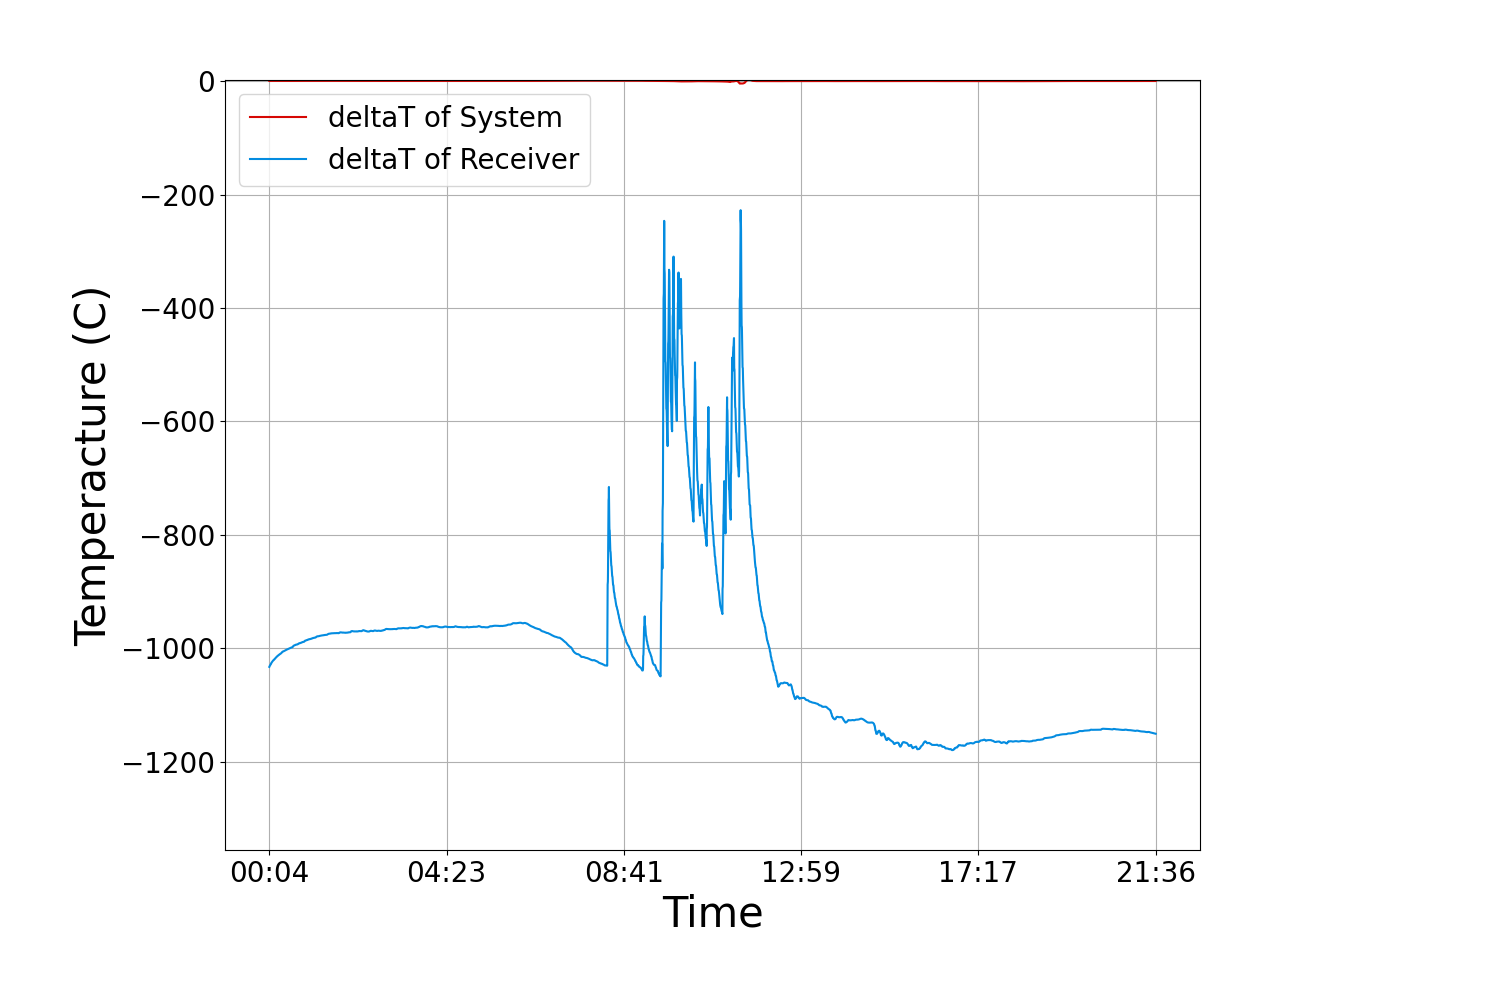 0
deltaT of System
deltaT of Receiver
−200
−400
−600
−800
−1000
−1200
Temperacture (C)
00:04 04:23 08:41 12:59 17:17 21:36
Time